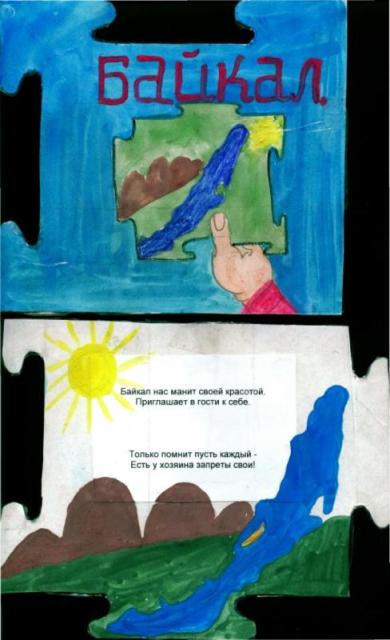 Байкал.
Байкал нас манит своей красотой.
Приглашает в гости к себе.
Только помнит пусть каждый -
Есть у хозяина запреты свои!